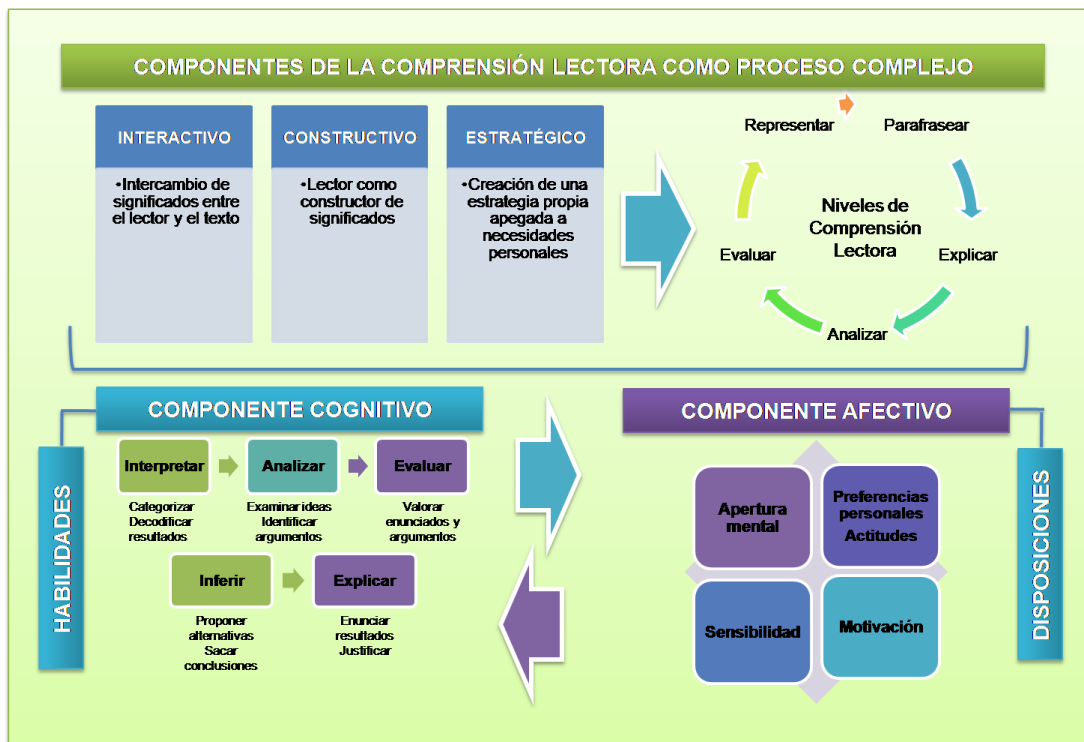 COMPONENTES DE LA COMPRENSIÓN LECTORA COMO PROCESO COMPLEJO
INTERACTIVO
•Intercambio de
significados entre
el lector y el texto
CONSTRUCTIVO
•Lector como
constructor de
significados
ESTRATÉGICO
•Creación de una
estrategia propia
apegada a
necesidades
personales
Representar
Parafrasear
Explicar
Analizar
Evaluar
Niveles de
Comprensión
Lectora
HABILIDADES
COMPONENTE COGNITIVO
Interpretar
Categorizar
Decodificar
resultados
Analizar
Examinar ideas
Identificar
argumentos
Evaluar
Valorar
enunciados y
argumentos
Inferir
Proponer
alternativas
Sacar
conclusiones
Explicar
Enunciar
resultados
Justificar
COMPONENTE AFECTIVO
Apertura
mental
Preferencias
personales
Actitudes
Sensibilidad
Motivación
DISPOSICIONES